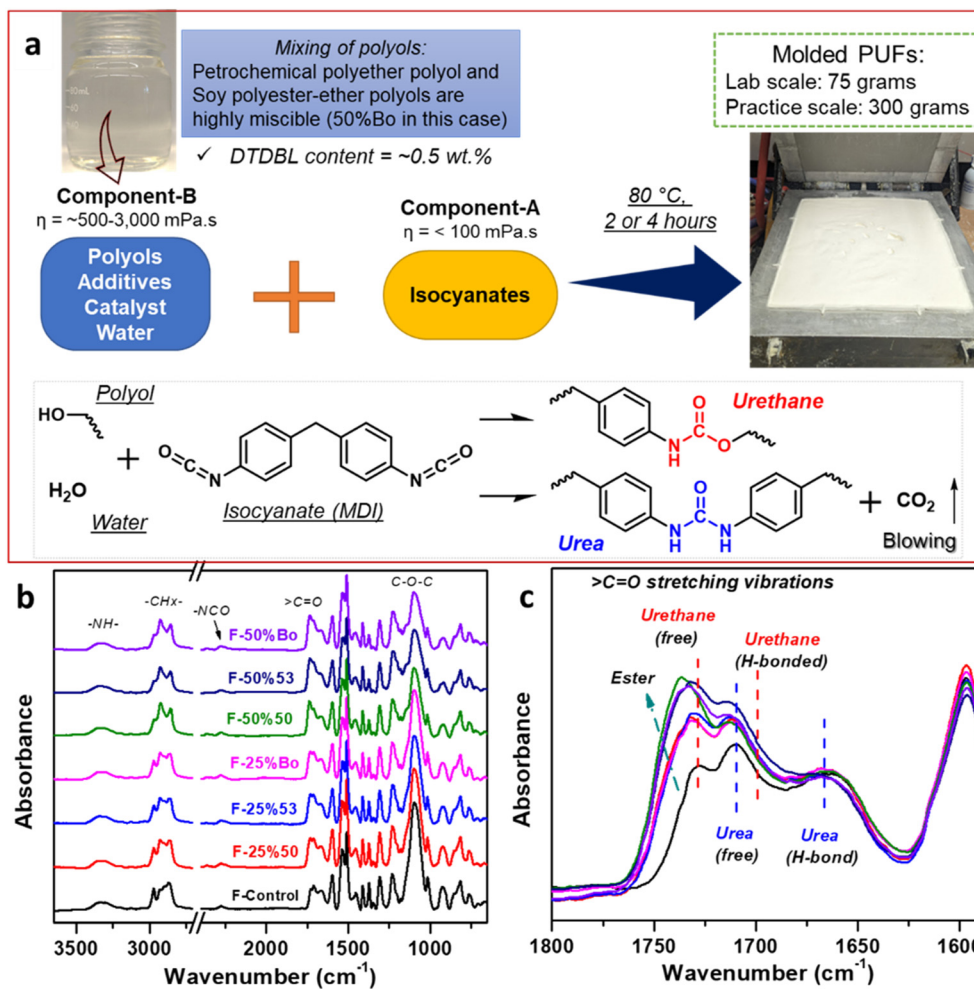 a
Mixing of polyols:
Petrochemical polyether polyol and
Soy polyester-ether polyols are
highly miscible (50%Bo in this case)
✓ DTDBL content = ~0.5 wt.%
Molded PUFs:
Lab scale: 75 grams
Practice scale: 300 grams
Component-B
η = ~500-3,000 mPa.s
Polyols
Additives
Catalyst
Water
Component-A
η = < 100 mPa.s
Isocyanates
80 °C,
2 or 4 hours
Polyol
HO
+
H₂O
Water
O=C=N
N=C=O
Isocyanate (MDI)
O
N
H
O
Urethane
O
N
H
N
H
Urea
+ CO₂
Blowing
b
-NH-
-CHx-
-NCO
>C=O
C-O-C
F-50%Bo
F-50%53
F-50%50
F-25%Bo
F-25%53
F-25%50
F-Control
Absorbance
3500
3000
2000
1500
1000
Wavenumber (cm⁻¹)
c
>C=O stretching vibrations
Urethane
(free)
Urethane
(H-bonded)
Ester
Urea
(free)
Urea
(H-bond)
Absorbance
1800
1750
1700
1650
1600
Wavenumber (cm⁻¹)